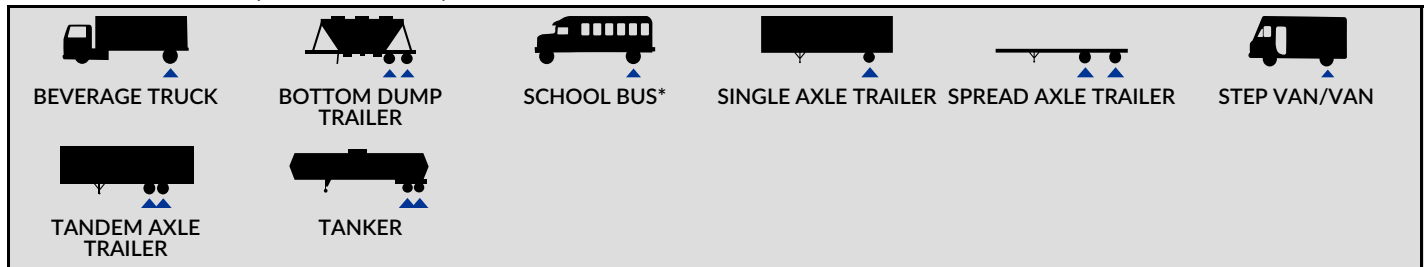 BEVERAGE TRUCK
BOTTOM DUMP
TRAILER
SCHOOL BUS*
SINGLE AXLE TRAILER
SPREAD AXLE TRAILER
STEP VAN/VAN
TANDEM AXLE
TRAILER
TANKER